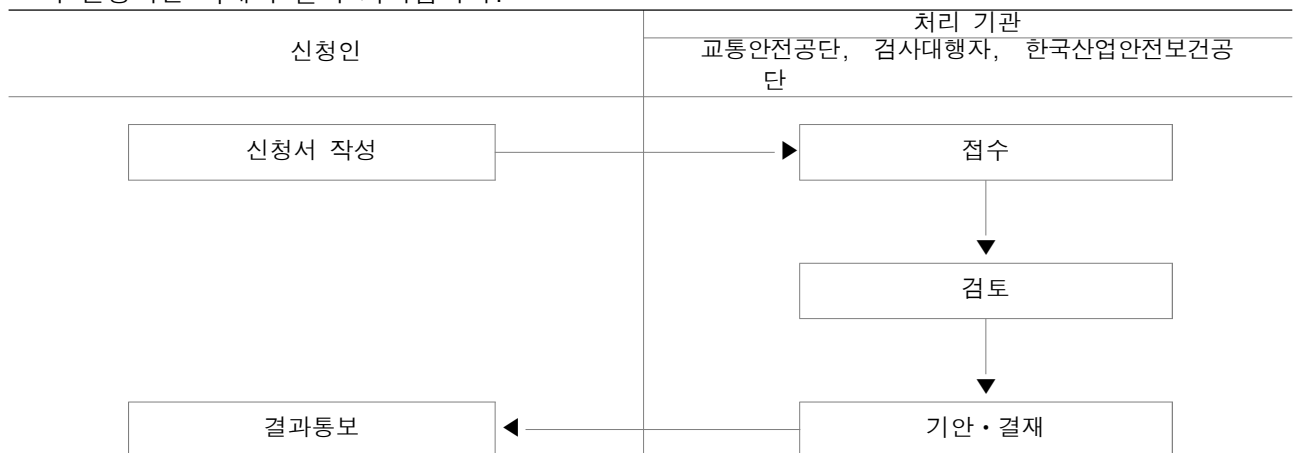 처리 기관
신청인
교통안전공단, 검사대행자, 한국산업안전보건공
단
신청서 작성
접수
검토
결과통보
기안·결재